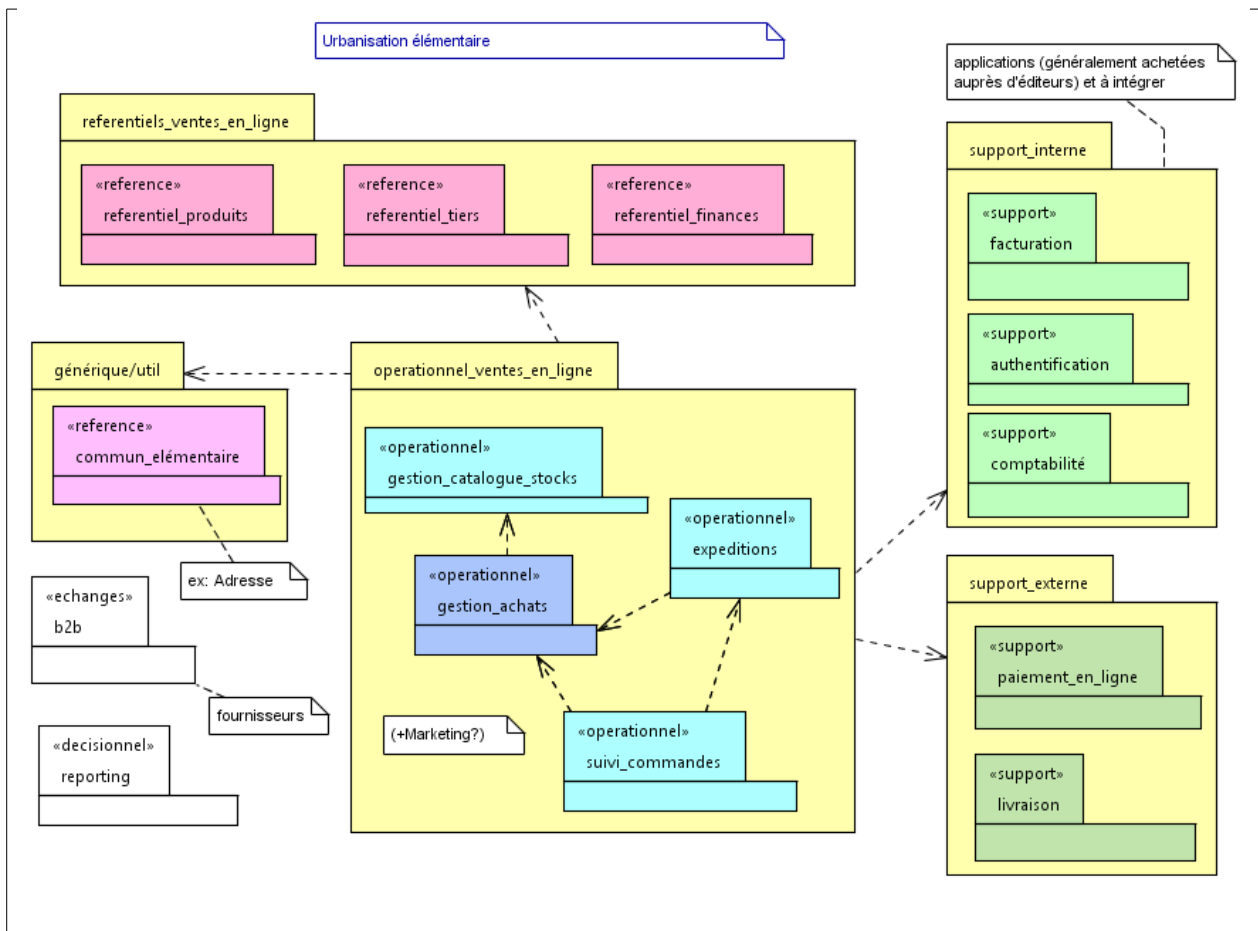 Urbanisation élémentaire
applications (généralement achetées
auprès d'éditeurs) et à intégrer
referentiels_ventes_en_ligne
«reference»
referentiel_produits
«reference»
referentiel_tiers
«reference»
referentiel_finances
support_interne
«support»
facturation
«support»
authentification
«support»
comptabilité
générique/util
«reference»
commun_elémentaire
ex: Adresse
operationnel_ventes_en_ligne
«operationnel»
gestion_catalogue_stocks
«operationnel»
expeditions
«operationnel»
gestion_achats
(+Marketing?)
«operationnel»
suivi_commandes
«echanges»
b2b
fournisseurs
«decisionnel»
reporting
support_externe
«support»
paiement_en_ligne
«support»
livraison